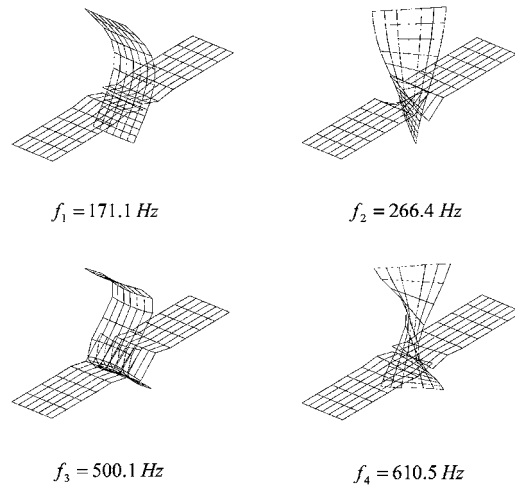 f₁ = 171.1 Hz
f₂ = 266.4 Hz
f₃ = 500.1 Hz
f₄ = 610.5 Hz